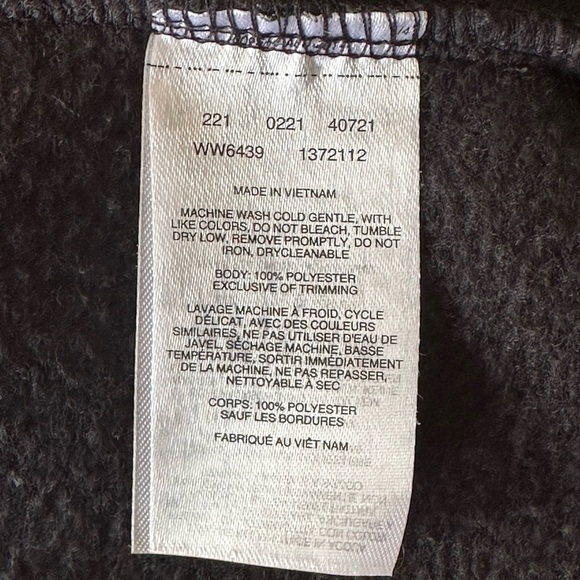 221 0221 40721
WW6439 1372112
MADE IN VIETNAM
MACHINE WASH COLD GENTLE, WITH
LIKE COLORS, DO NOT BLEACH, TUMBLE
DRY LOW, REMOVE PROMPTLY, DO NOT
IRON, DRYCLEANABLE
BODY: 100% POLYESTER
EXCLUSIVE OF TRIMMING
LAVAGE MACHINE À FROID, CYCLE
DÉLICAT, AVEC DES COULEURS
SIMILAIRES, NE PAS UTILISER D'EAU DE
JAVEL, SÉCHAGE MACHINE, BASSE
TEMPÉRATURE, SORTIR IMMÉDIATEMENT
DE LA MACHINE, NE PAS REPASSER,
NETTOYABLE À SEC
CORPS: 100% POLYESTER
SAUF LES BORDURES
FABRIQUÉ AU VIÊT NAM